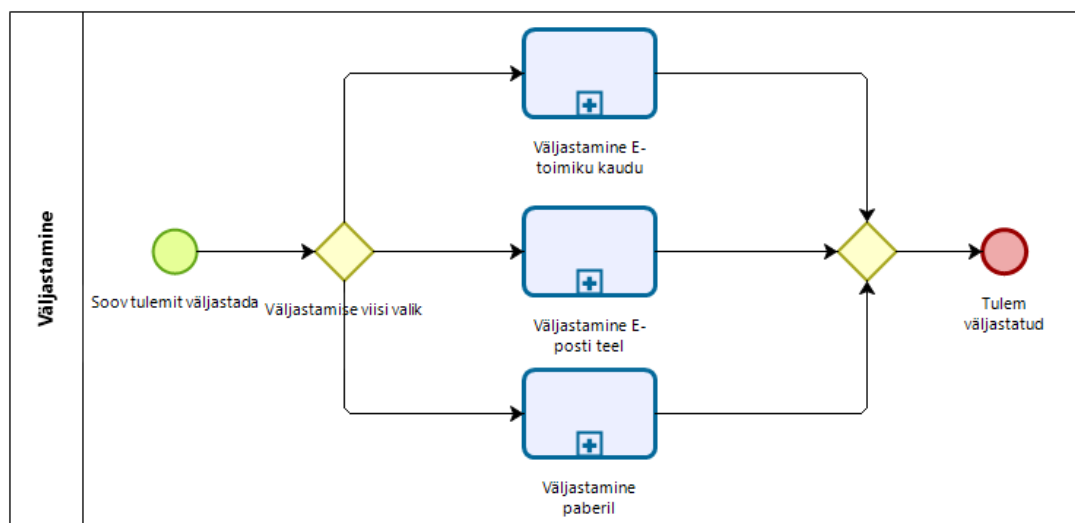 Väljastamine
Väljastamine E-
toimiku kaudu
Soov tulemit väljastada
Väljastamise viisi valik
Väljastamine E-
posti teel
Tulem
väljastatud
Väljastamine
paberil